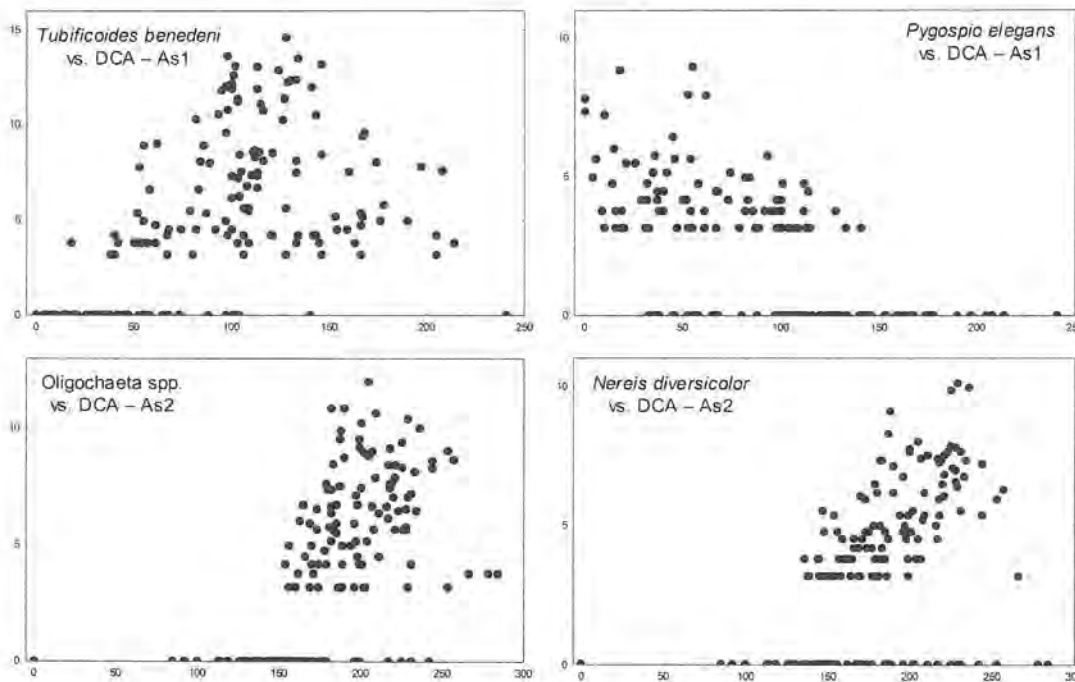 15
10
5
0
0 50 100 150 200 250
Tubificoides benedeni
vs. DCA – As1
10
5
0
0 50 100 150 200 250
Pygospio elegans
vs. DCA – As1
10
5
0
0 50 100 150 200 250 300
Oligochaeta spp.
vs. DCA – As2
10
5
0
0 50 100 150 200 250 300
Nereis diversicolor
vs. DCA – As2